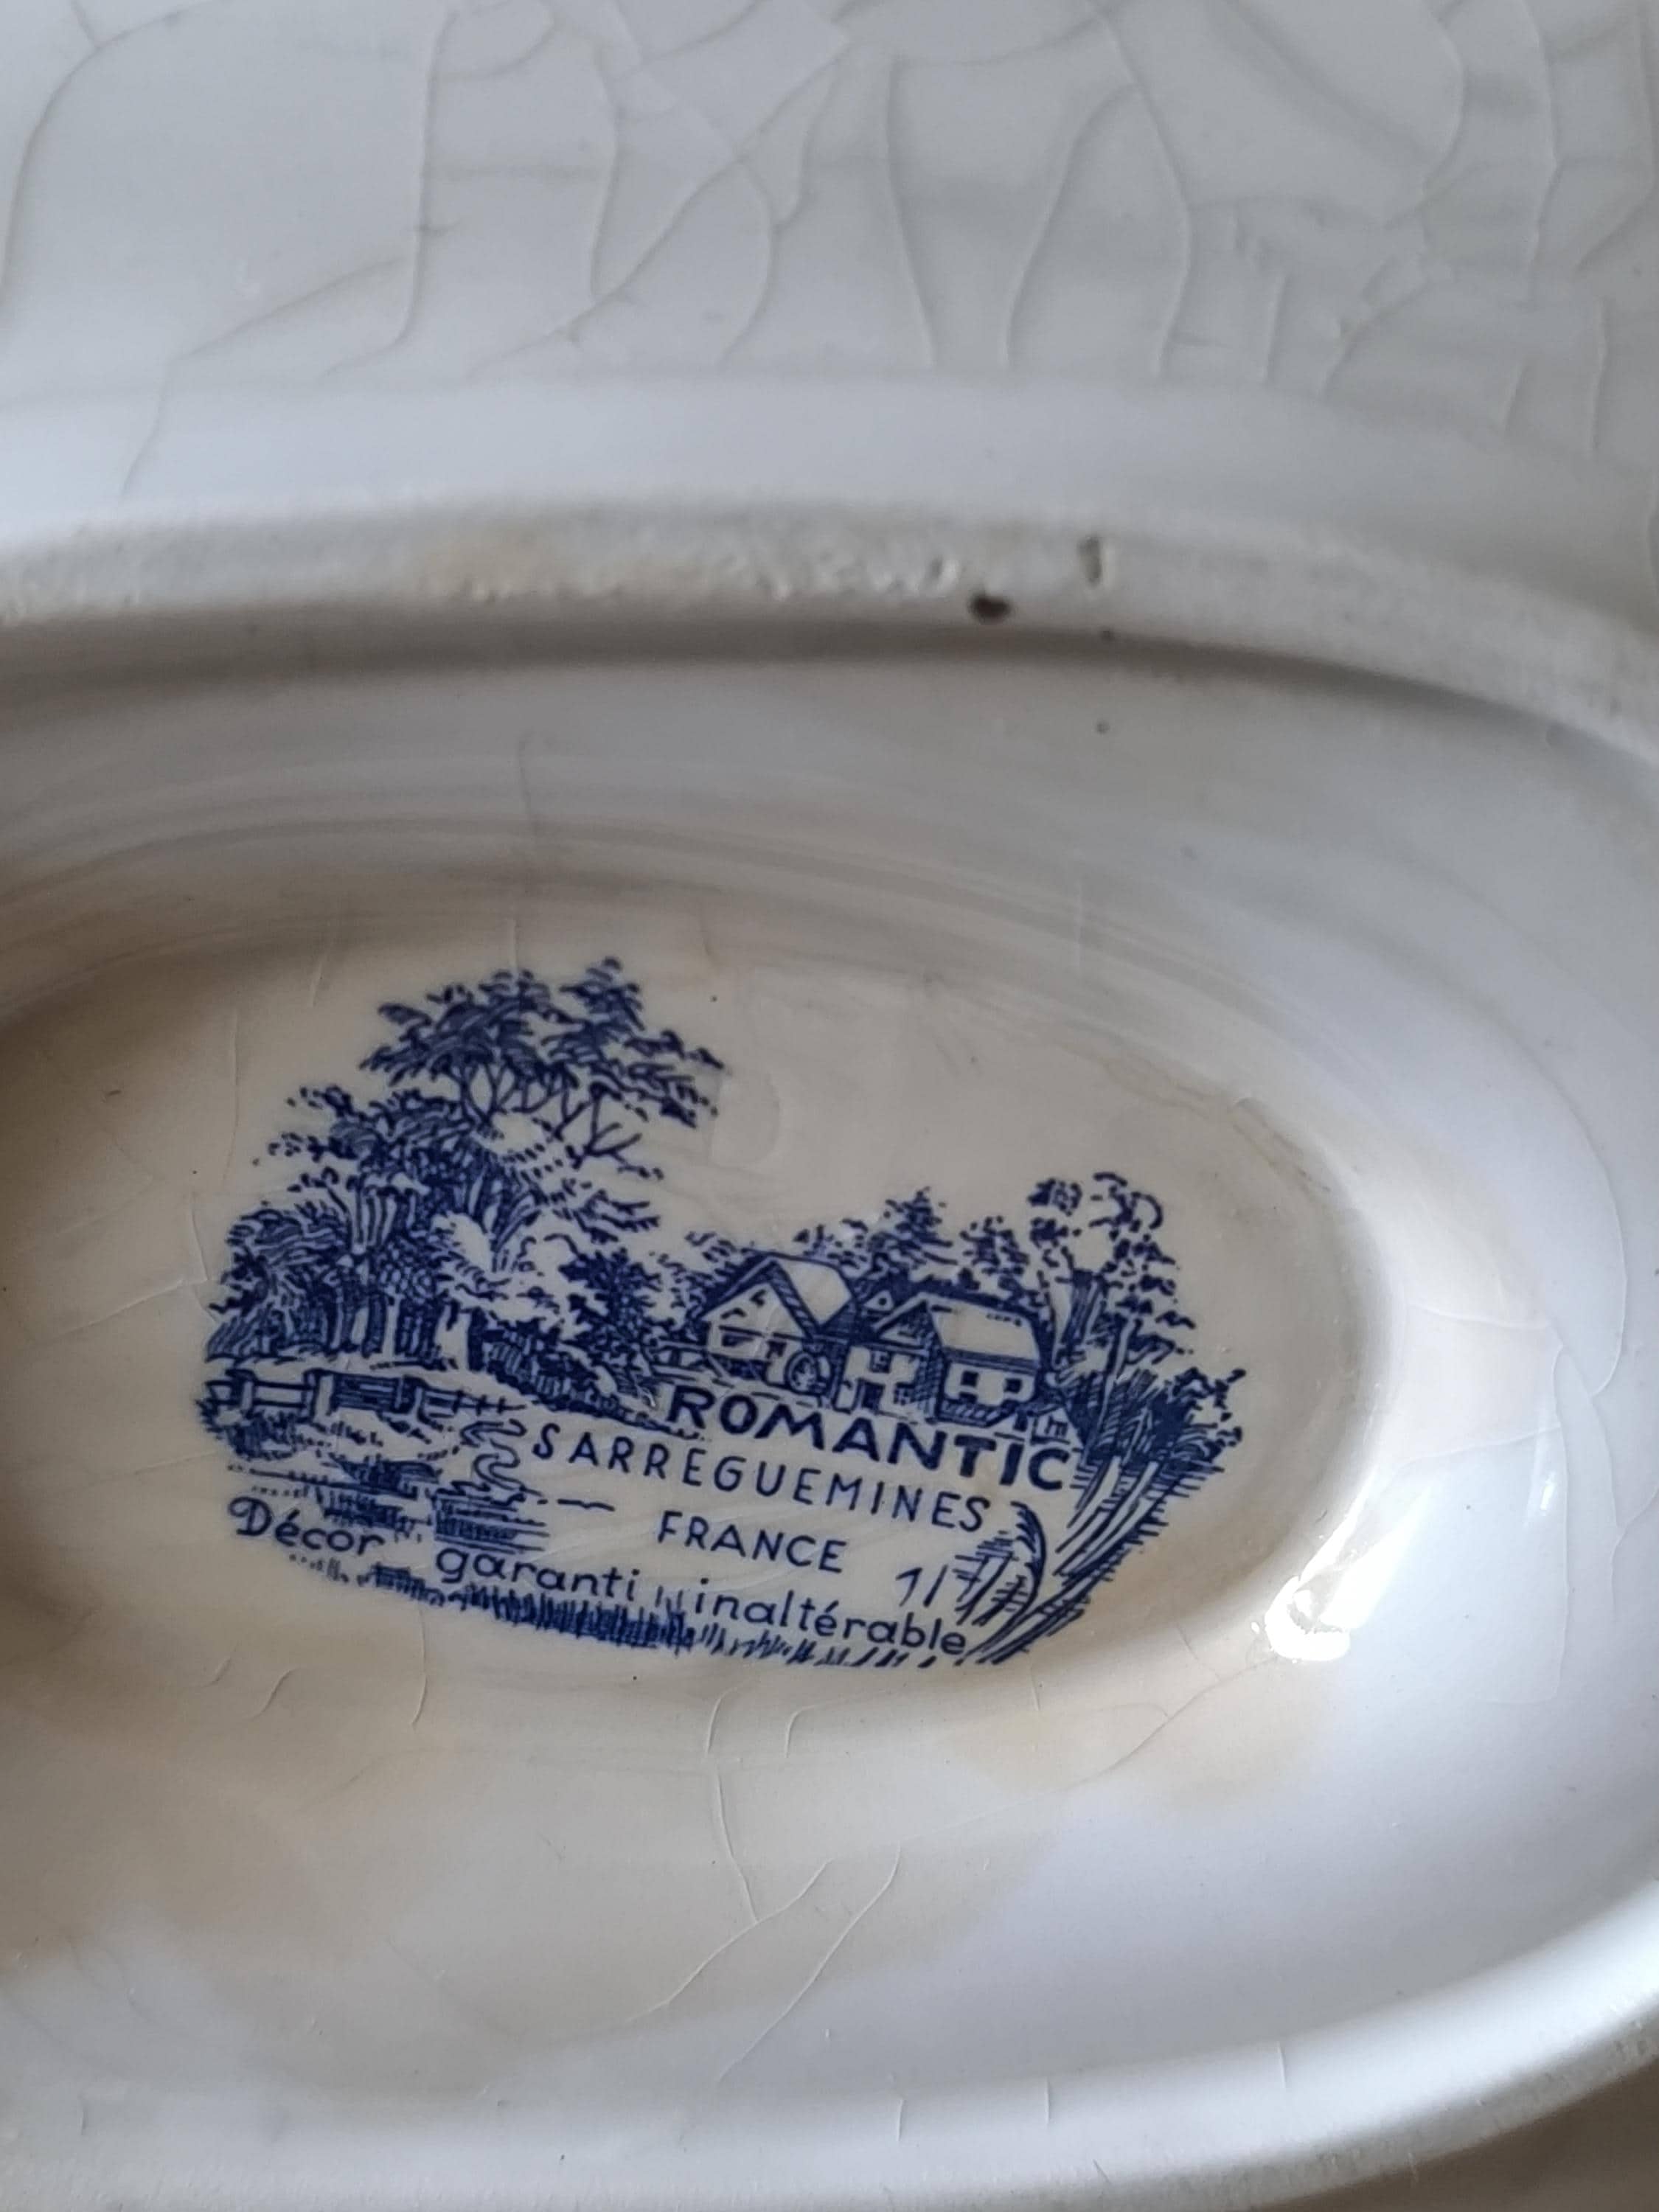 ROMANTIC
SARREGUEMINES
FRANCE
Décor garanti inaltérable